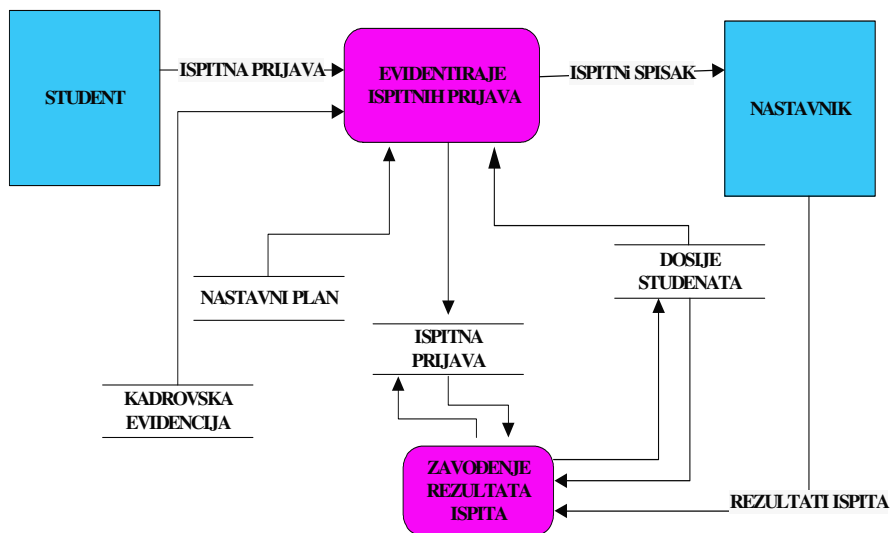 STUDENT
ISPITNA PRIJAVA
EVIDENTIRAJE
ISPITNIH PRIJAVA
ISPITNi SPISAK
NASTAVNIK
NASTAVNI PLAN
DOSIJE
STUDENATA
ISPITNA
PRIJAVA
KADROVSKA
EVIDENCIJA
ZAVOĐENJE
REZULTATA
ISPITA
REZULTATI ISPITA